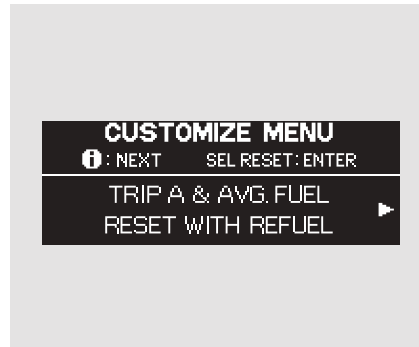 CUSTOMIZE MENU
i: NEXT SEL RESET: ENTER
TRIP A & AVG. FUEL
RESET WITH REFUEL